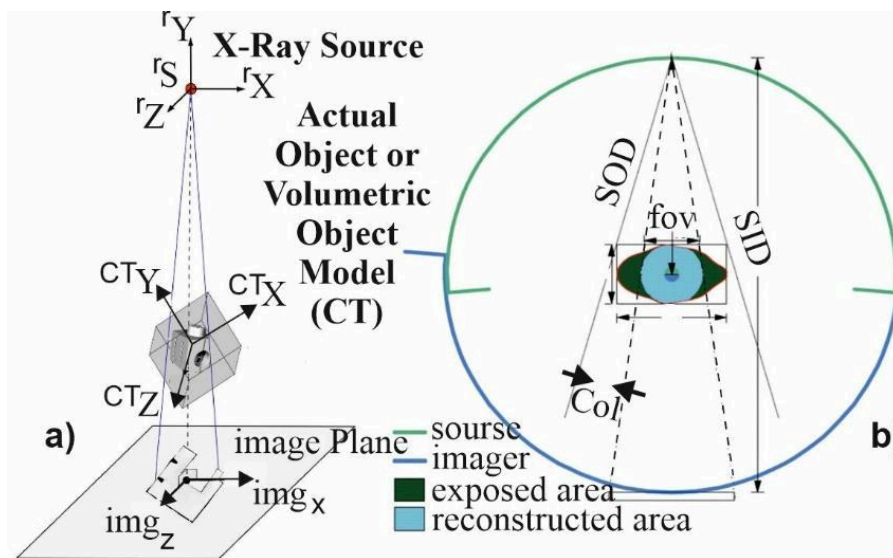 rY
X-Ray Source
rS
rX
rZ
Actual
Object or
Volumetric
Object
Model
(CT)
CTY
CTX
CTZ
a)
image Plane
imgx
imgz
SOD
fov
SID
Col
b)
sourse
imager
exposed area
reconstructed area